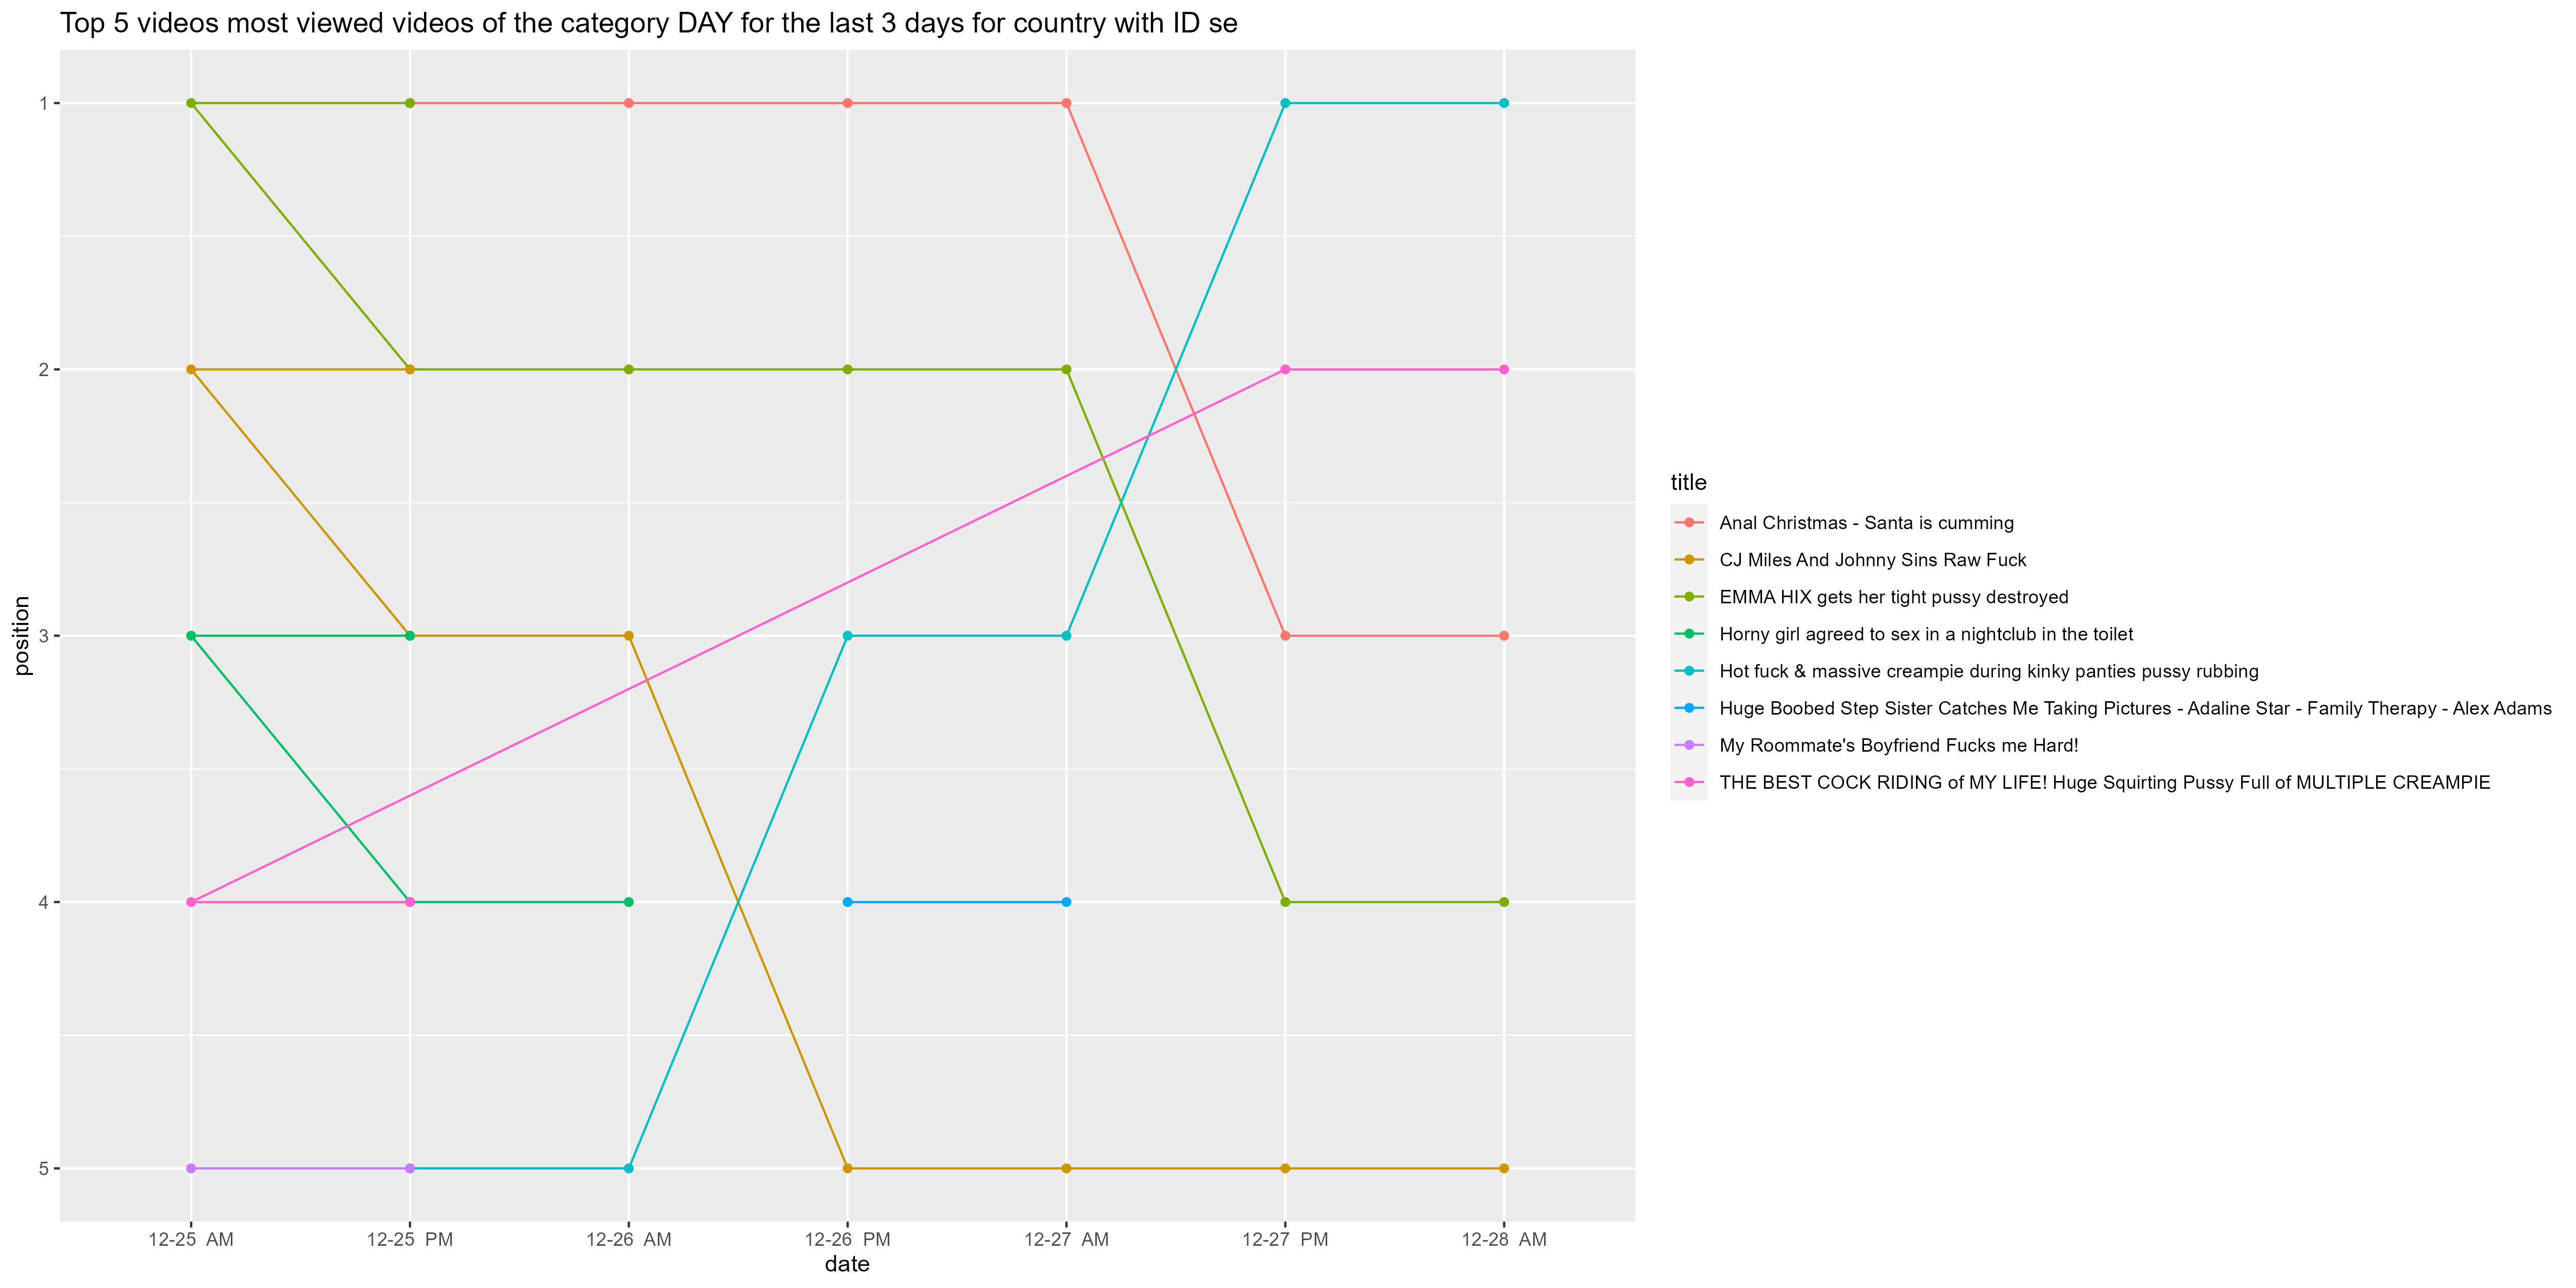 Top 5 videos most viewed videos of the category DAY for the last 3 days for country with ID se
position
1
2
3
4
5
12-25 AM
12-25 PM
12-26 AM
12-26 PM
12-27 AM
12-27 PM
12-28 AM
date
title
Anal Christmas - Santa is cumming
CJ Miles And Johnny Sins Raw Fuck
EMMA HIX gets her tight pussy destroyed
Horny girl agreed to sex in a nightclub in the toilet
Hot fuck & massive creampie during kinky panties pussy rubbing
Huge Boobed Step Sister Catches Me Taking Pictures - Adaline Star - Family Therapy - Alex Adams
My Roommate's Boyfriend Fucks me Hard!
THE BEST COCK RIDING of MY LIFE! Huge Squirting Pussy Full of MULTIPLE CREAMPIE